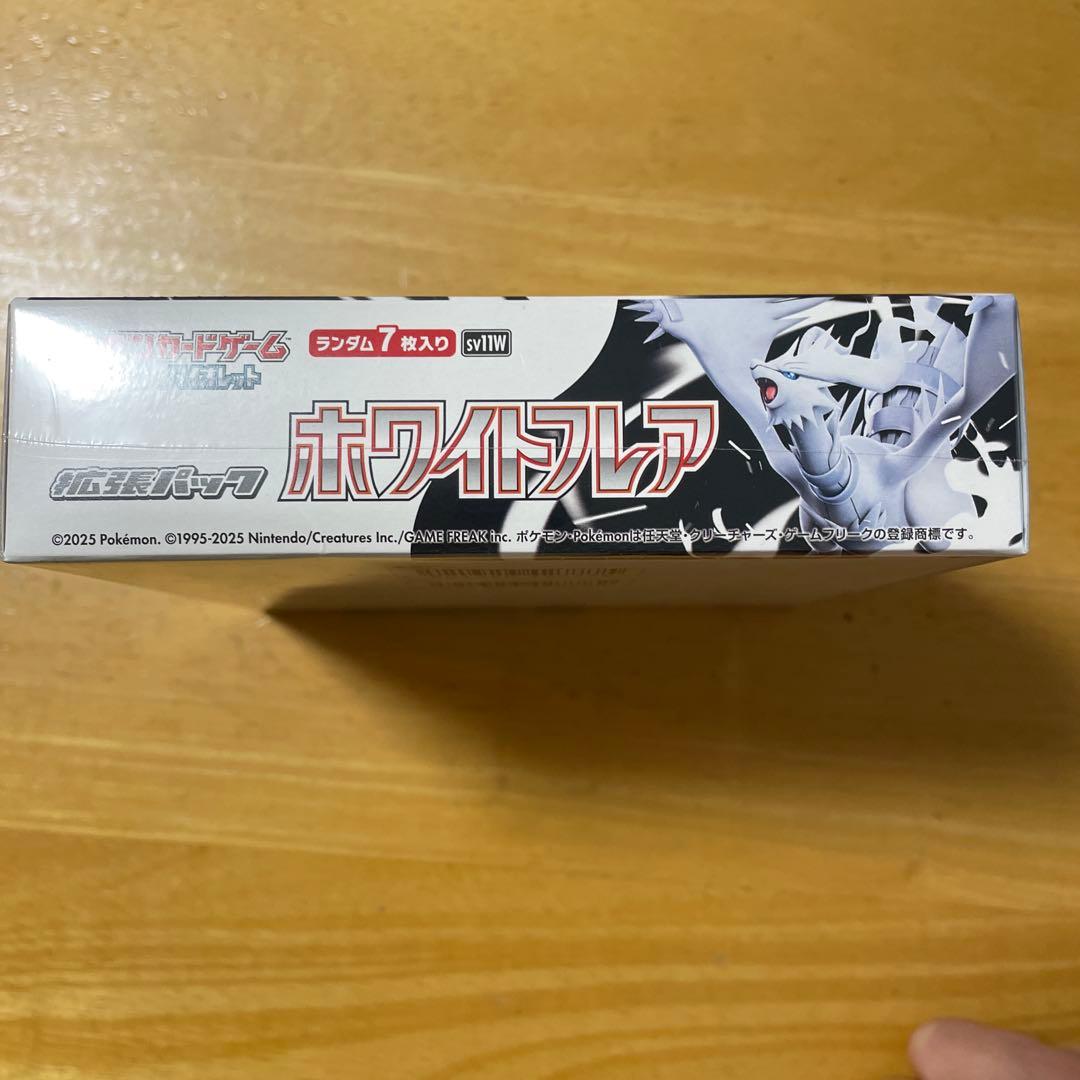 カードゲーム
ランダム7枚入り sv11W
ホワイトフレア
拡張パック
©2025 Pokémon. ©1995-2025 Nintendo/Creatures Inc./GAME FREAK inc. ポケモン・Pokémonは任天堂・クリーチャーズ・ゲームフリークの登録商標です。